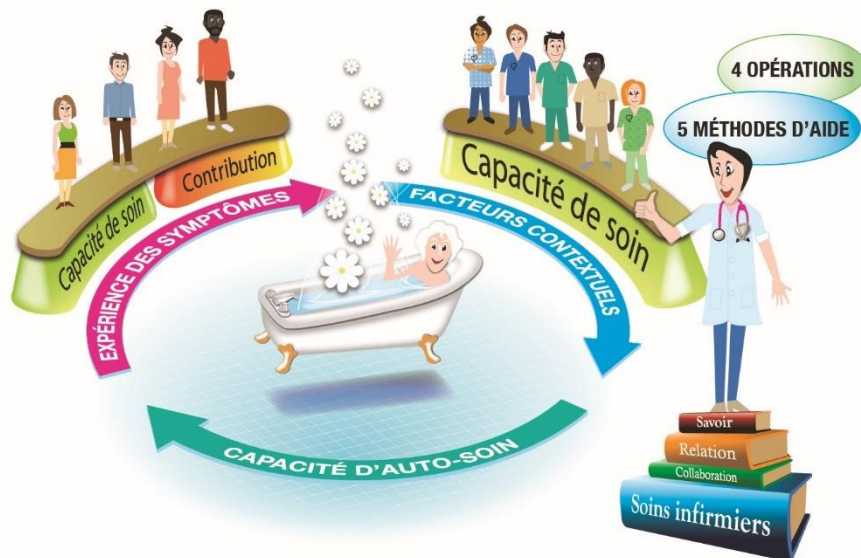 4 OPÉRATIONS
5 MÉTHODES D'AIDE
Capacité de soin
Contribution
Capacité de soin
EXPÉRIENCE DES SYMPTÔMES
FACTEURS CONTEXTUELS
CAPACITÉ D'AUTO-SOIN
Savoir
Relation
Collaboration
Soins infirmiers